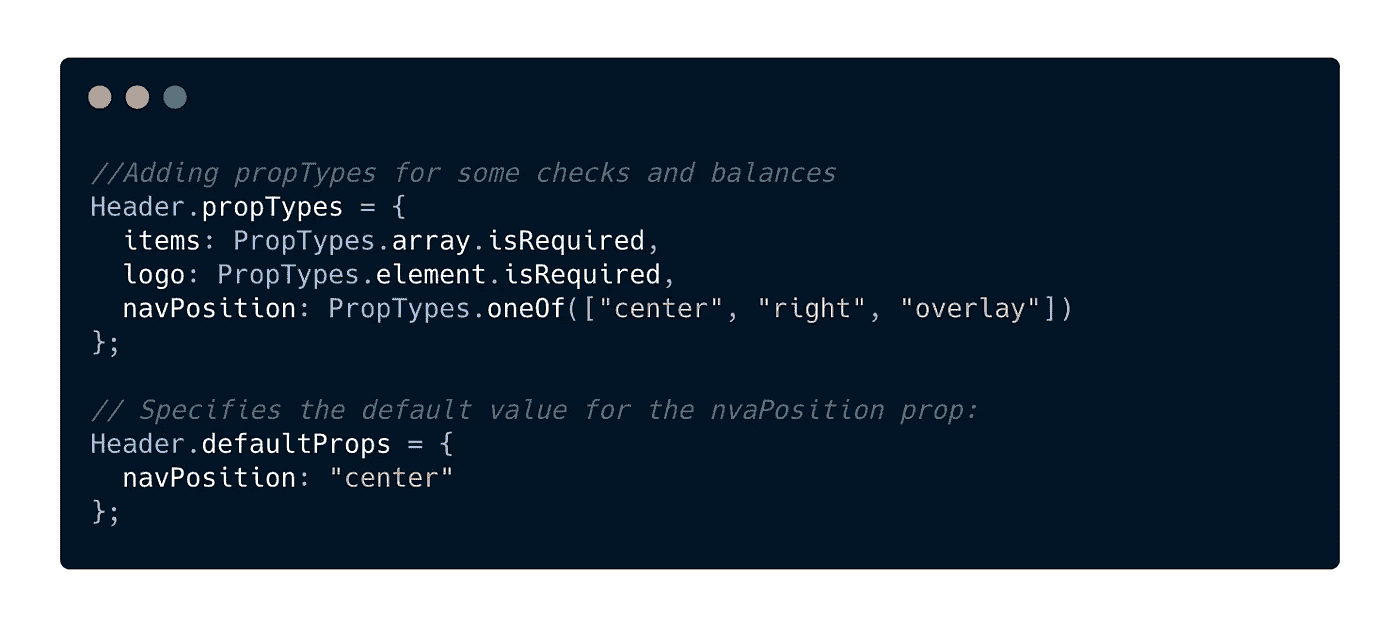 //Adding propTypes for some checks and balances
Header.propTypes = {
  items: PropTypes.array.isRequired,
  logo: PropTypes.element.isRequired,
  navPosition: PropTypes.oneOf(["center", "right", "overlay"])
};

// Specifies the default value for the nvaPosition prop:
Header.defaultProps = {
  navPosition: "center"
};